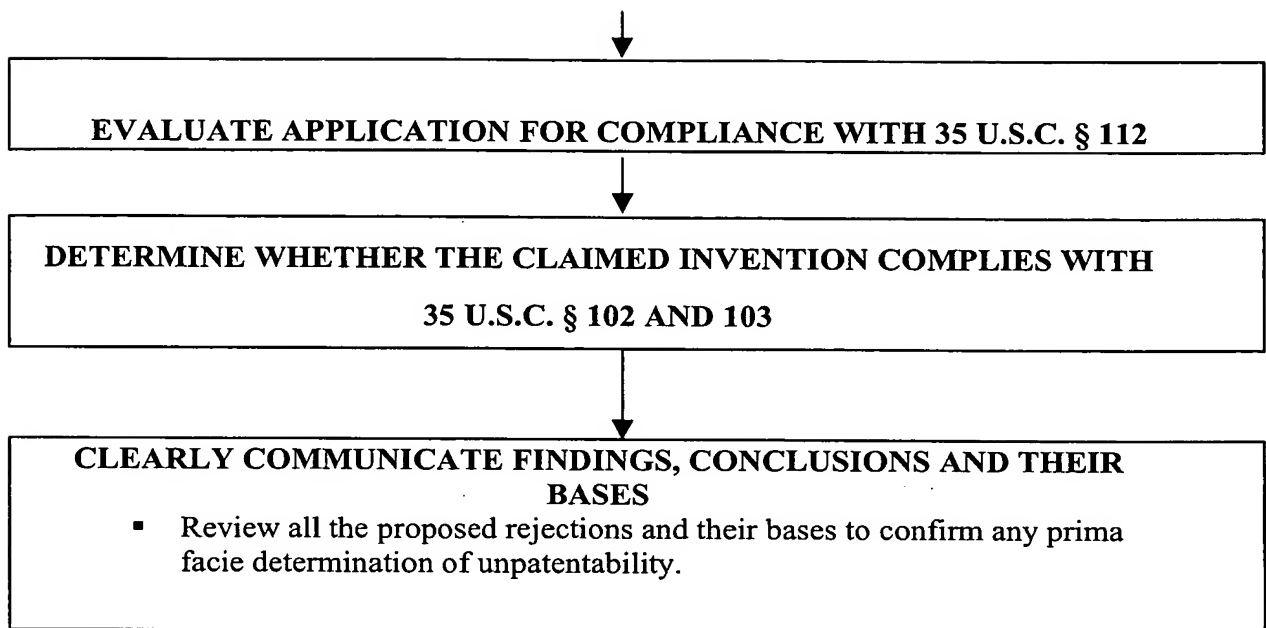 EVALUATE APPLICATION FOR COMPLIANCE WITH 35 U.S.C. § 112
DETERMINE WHETHER THE CLAIMED INVENTION COMPLIES WITH
35 U.S.C. § 102 AND 103
CLEARLY COMMUNICATE FINDINGS, CONCLUSIONS AND THEIR
BASES
▪ Review all the proposed rejections and their bases to confirm any prima
facie determination of unpatentability.